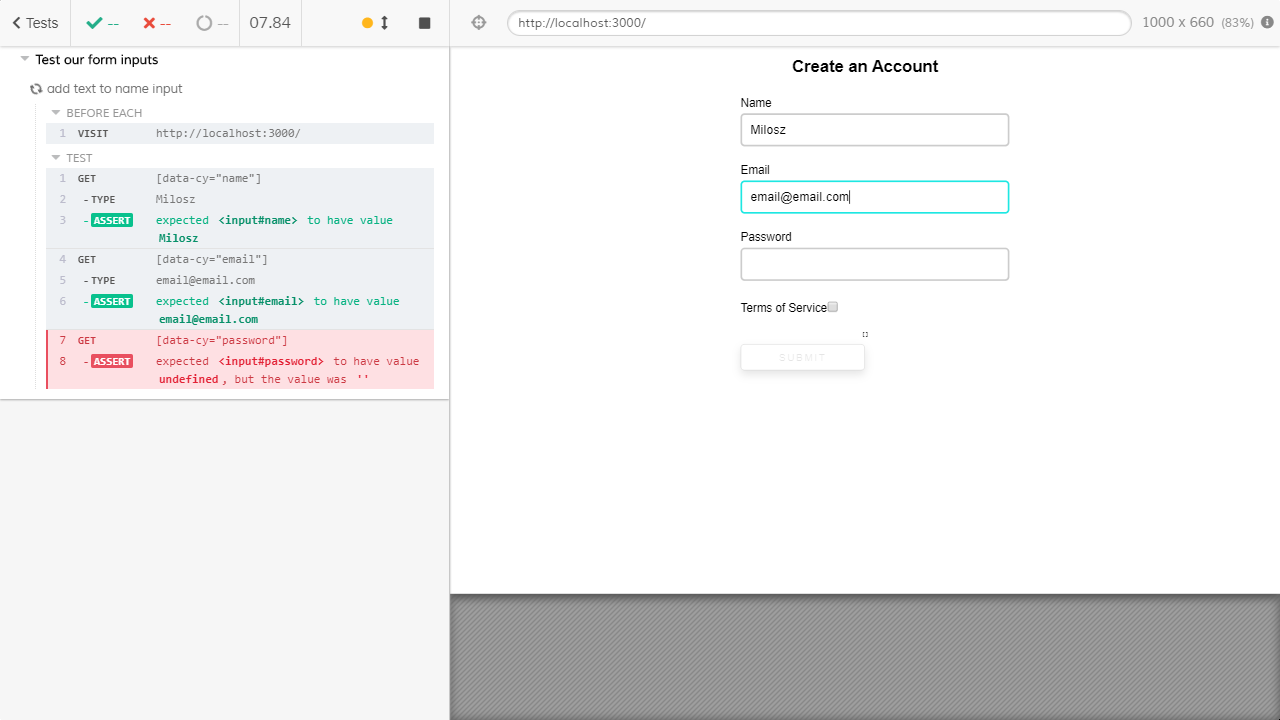 Tests -- -- -- 07.84
Test our form inputs
add text to name input
BEFORE EACH
1 VISIT http://localhost:3000/
TEST
1 GET [data-cy="name"]
2 -TYPE Milosz
3 -ASSERT expected <input#name> to have value
Milosz
4 GET [data-cy="email"]
5 -TYPE email@email.com
6 -ASSERT expected <input#email> to have value
email@email.com
7 GET [data-cy="password"]
8 -ASSERT expected <input#password> to have value
undefined, but the value was ''
http://localhost:3000/ 1000 x 660 (83%)
Create an Account
Name
Milosz
Email
email@email.com
Password
Terms of Service
SUBMIT